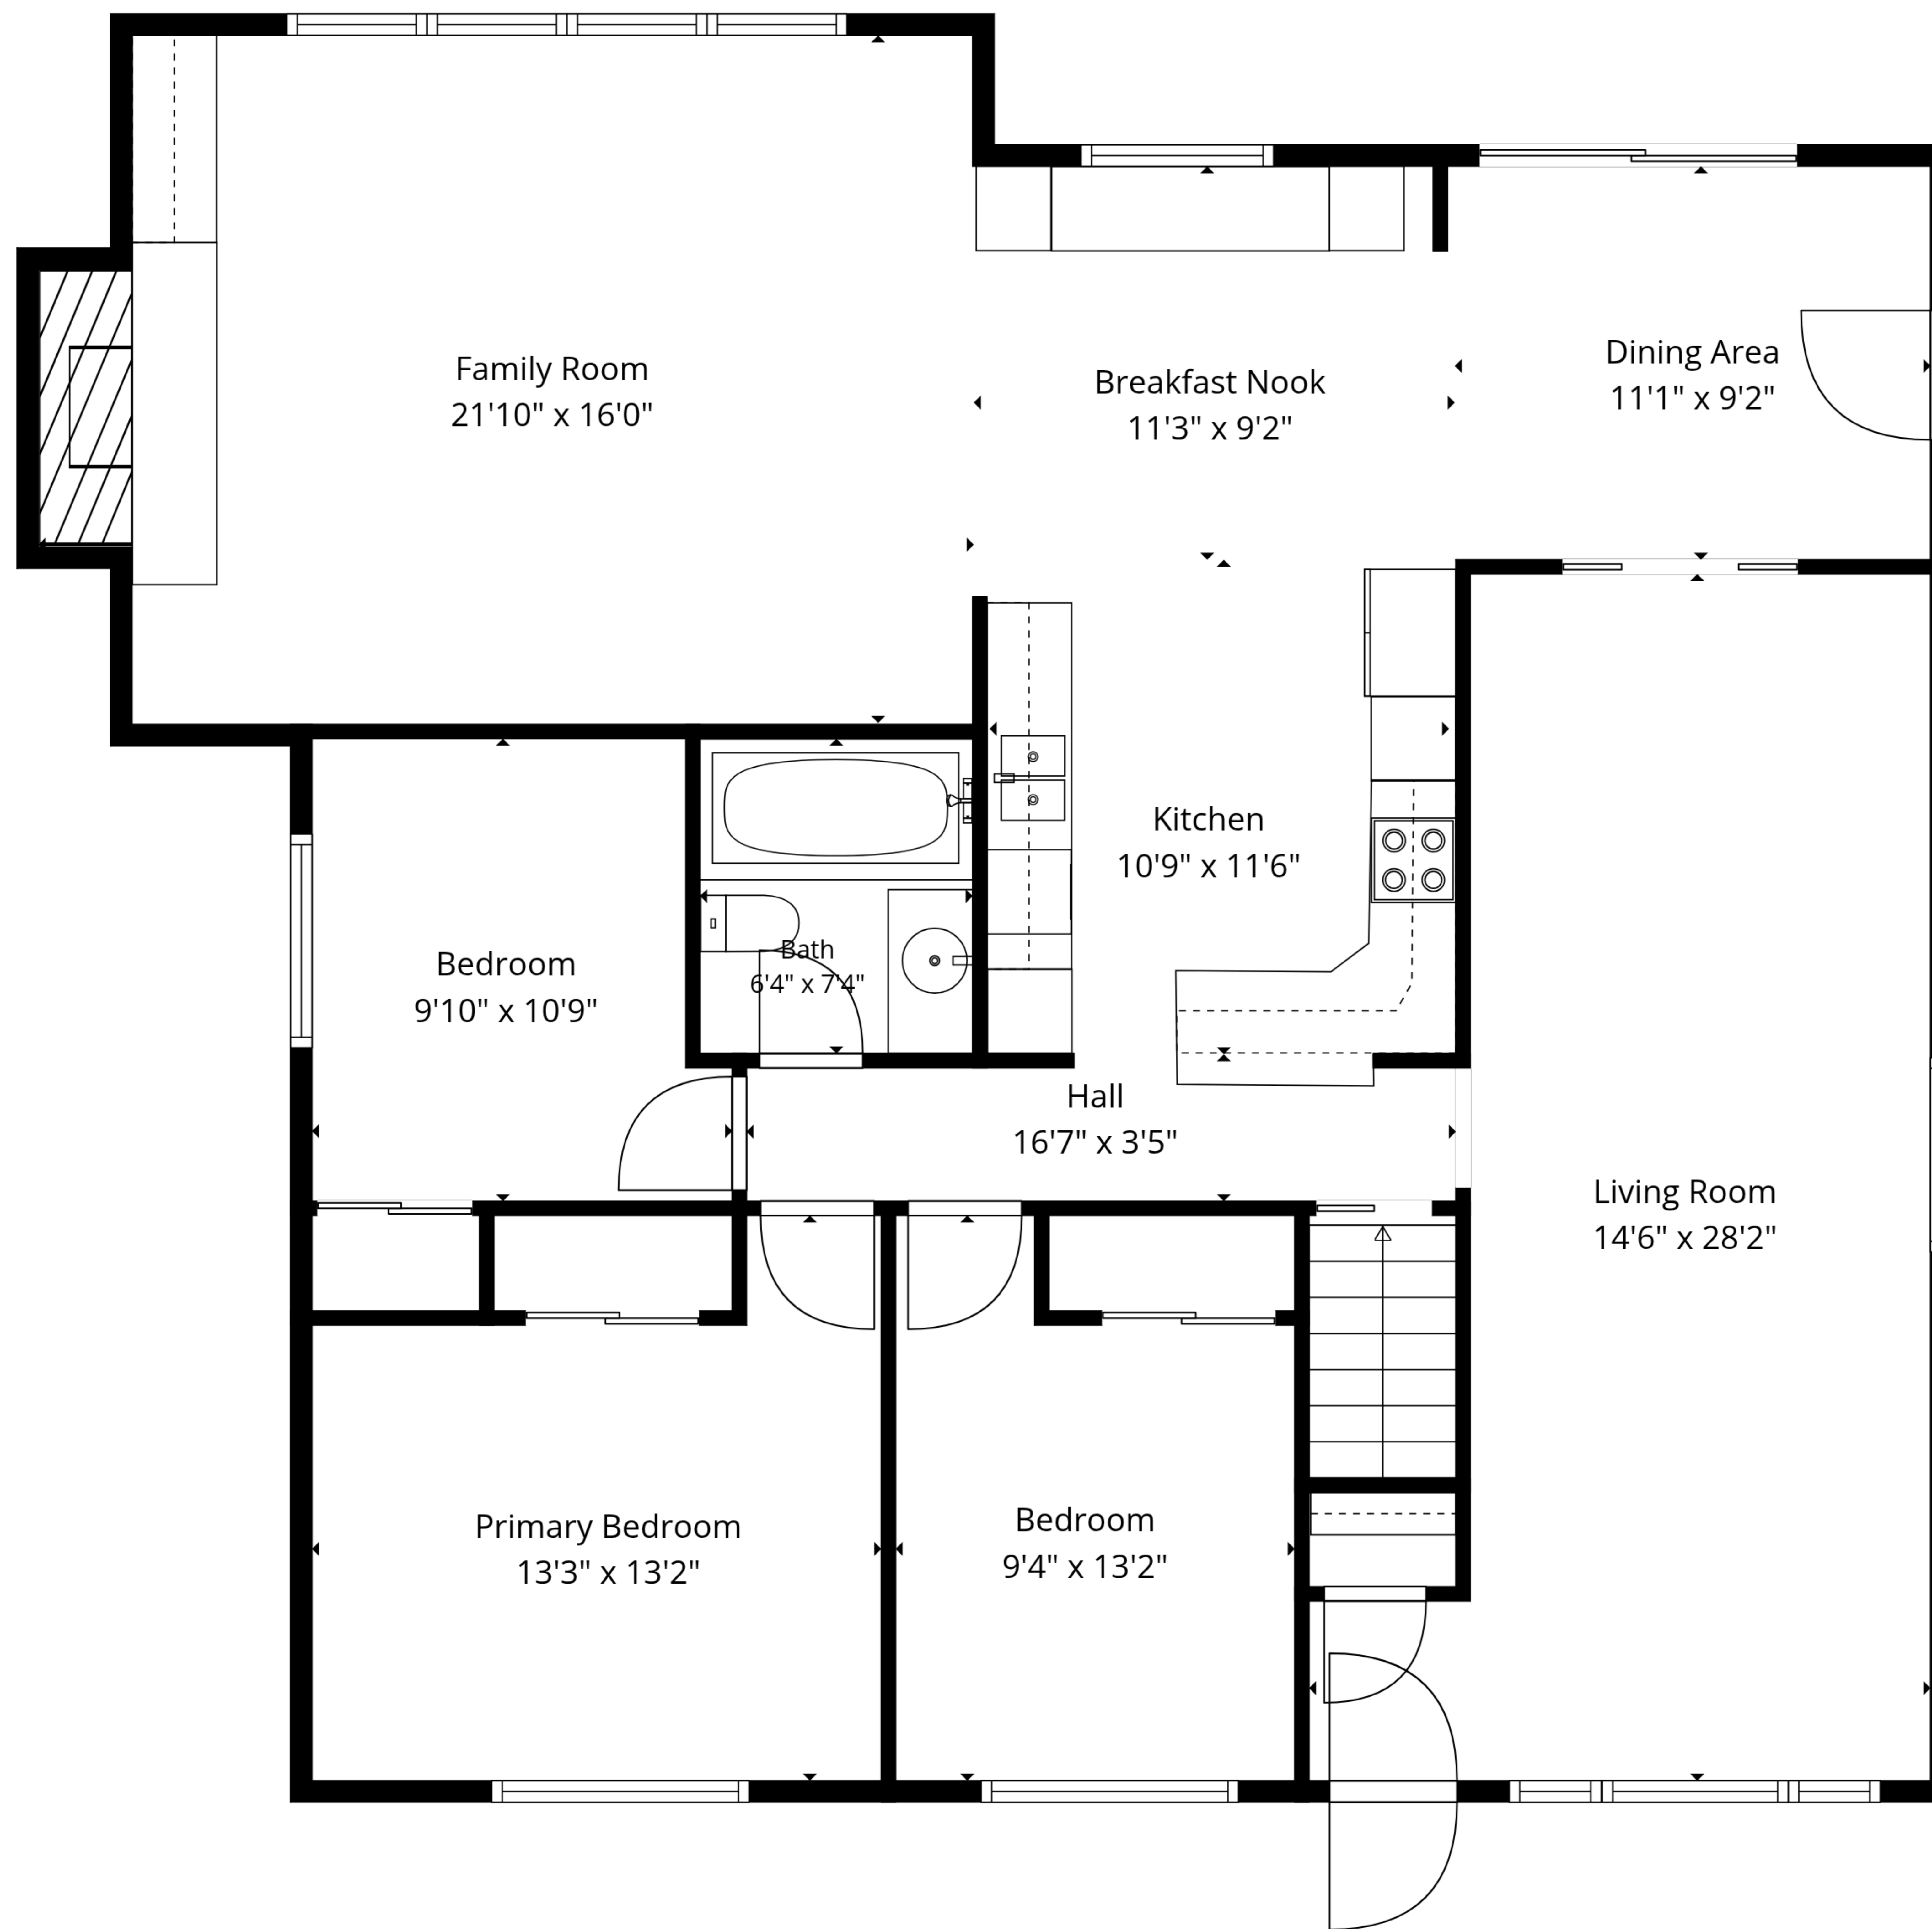 Family Room
21'10" x 16'0"
Breakfast Nook
11'3" x 9'2"
Dining Area
11'1" x 9'2"
Kitchen
10'9" x 11'6"
Bedroom
9'10" x 10'9"
Bath
6'4" x 7'4"
Hall
16'7" x 3'5"
Living Room
14'6" x 28'2"
Primary Bedroom
13'3" x 13'2"
Bedroom
9'4" x 13'2"